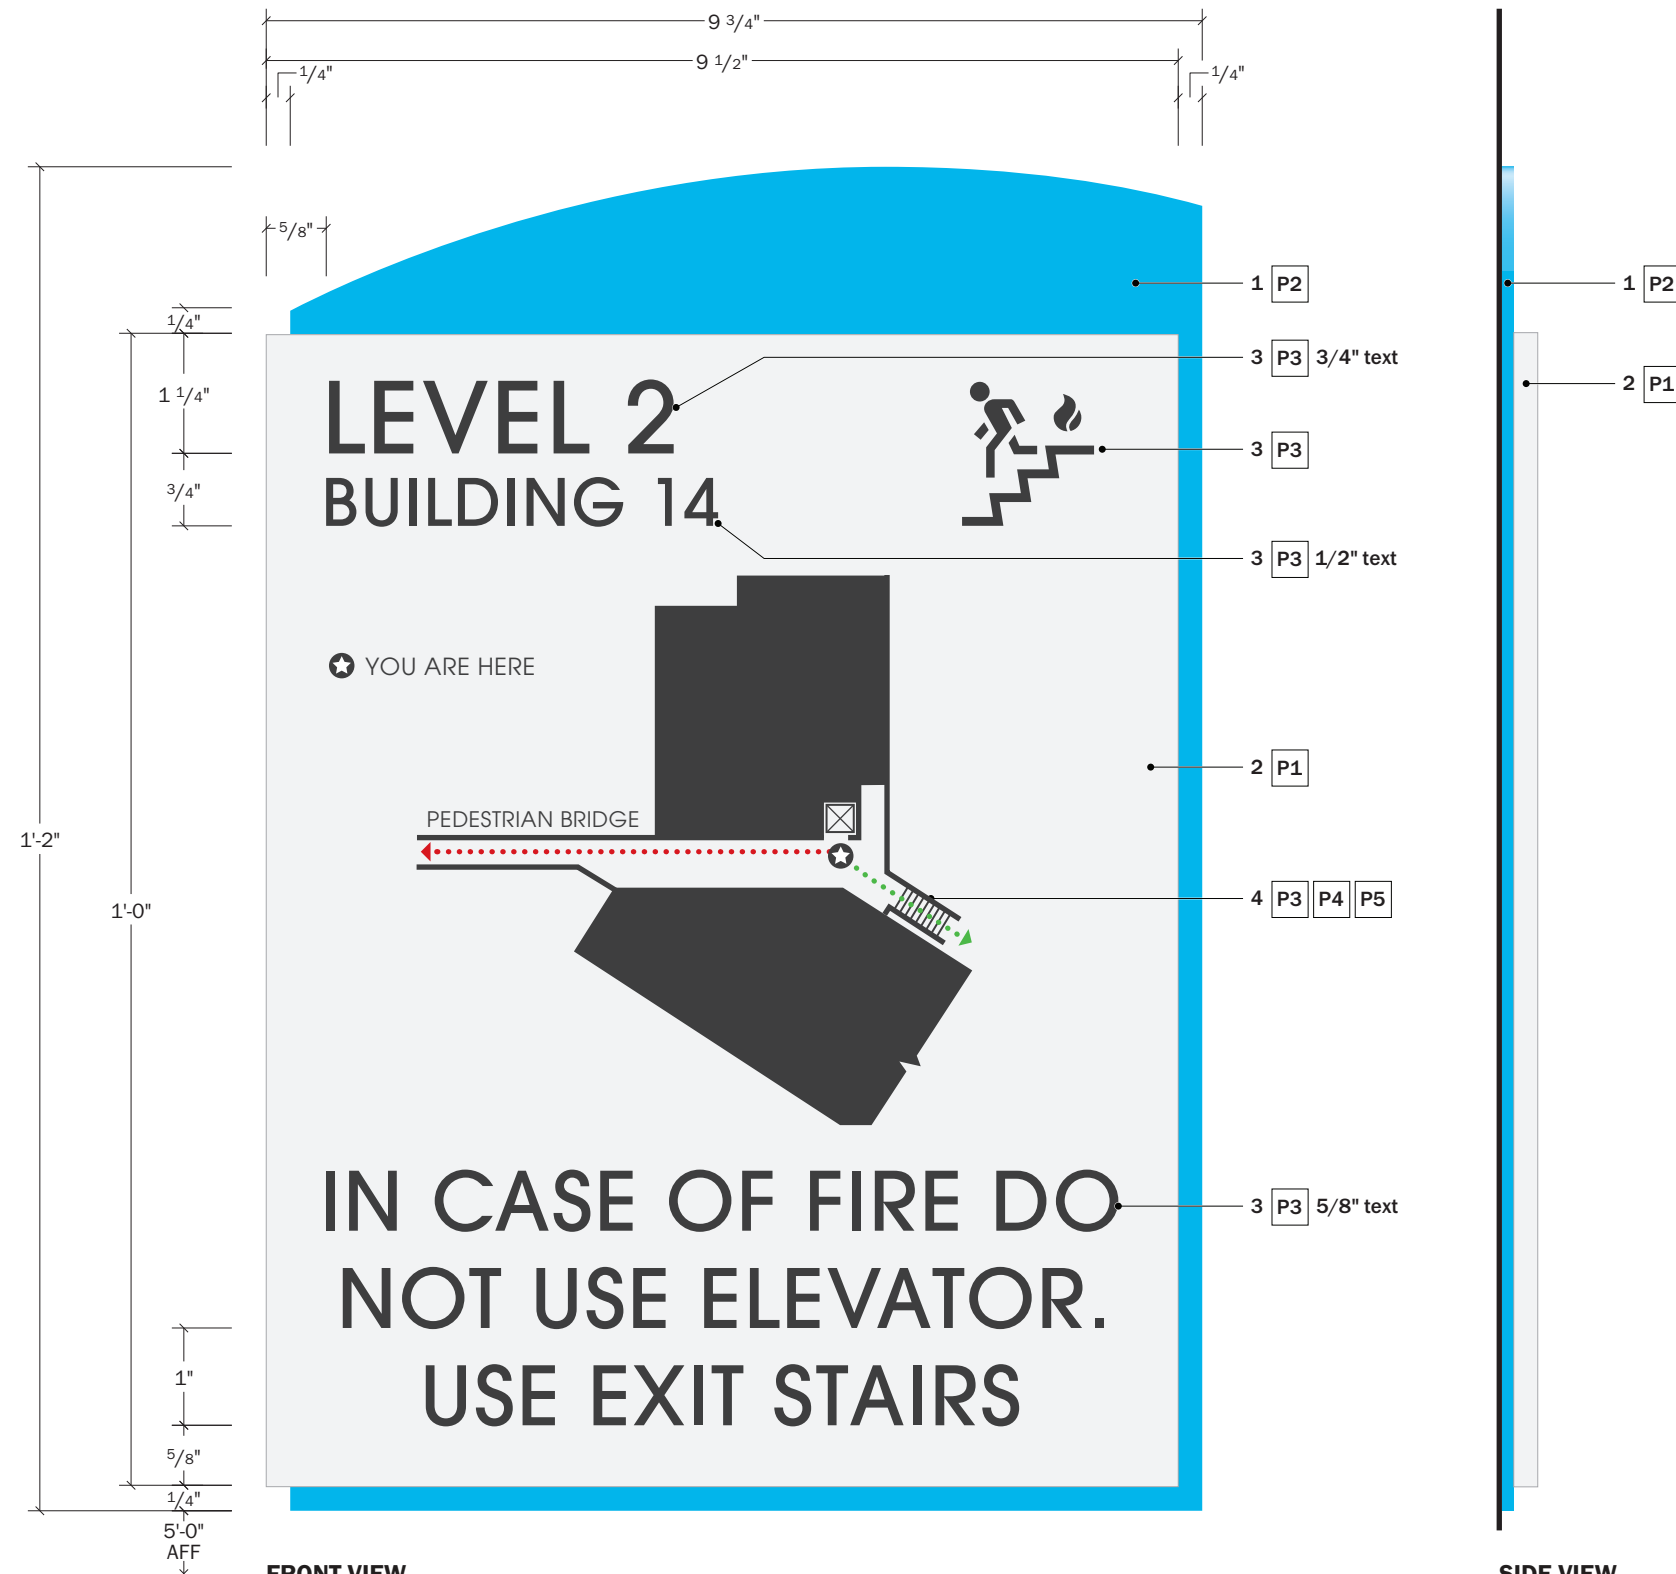 9 3/4"
9 1/2"
1/4"
1/4"
5/8"
1/4"
1 1/4"
3/4"
1'-2"
1'-0"
1"
5/8"
1/4"
5'-0"
AFF
LEVEL 2
BUILDING 14
YOU ARE HERE
PEDESTRIAN BRIDGE
IN CASE OF FIRE DO
NOT USE ELEVATOR.
USE EXIT STAIRS
1 P2
3 P3 3/4" text
3 P3
3 P3 1/2" text
2 P1
4 P3 P4 P5
3 P3 5/8" text
1 P2
2 P1
FRONT VIEW
SIDE VIEW